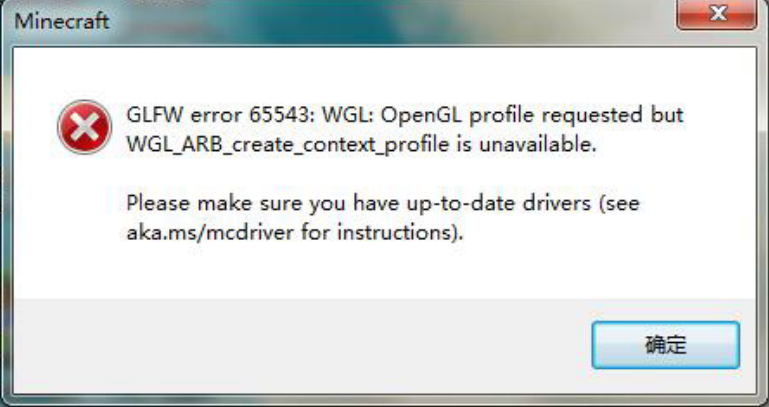 Minecraft
GLFW error 65543: WGL: OpenGL profile requested but
WGL_ARB_create_context_profile is unavailable.
Please make sure you have up-to-date drivers (see
aka.ms/mcdriver for instructions).
确定